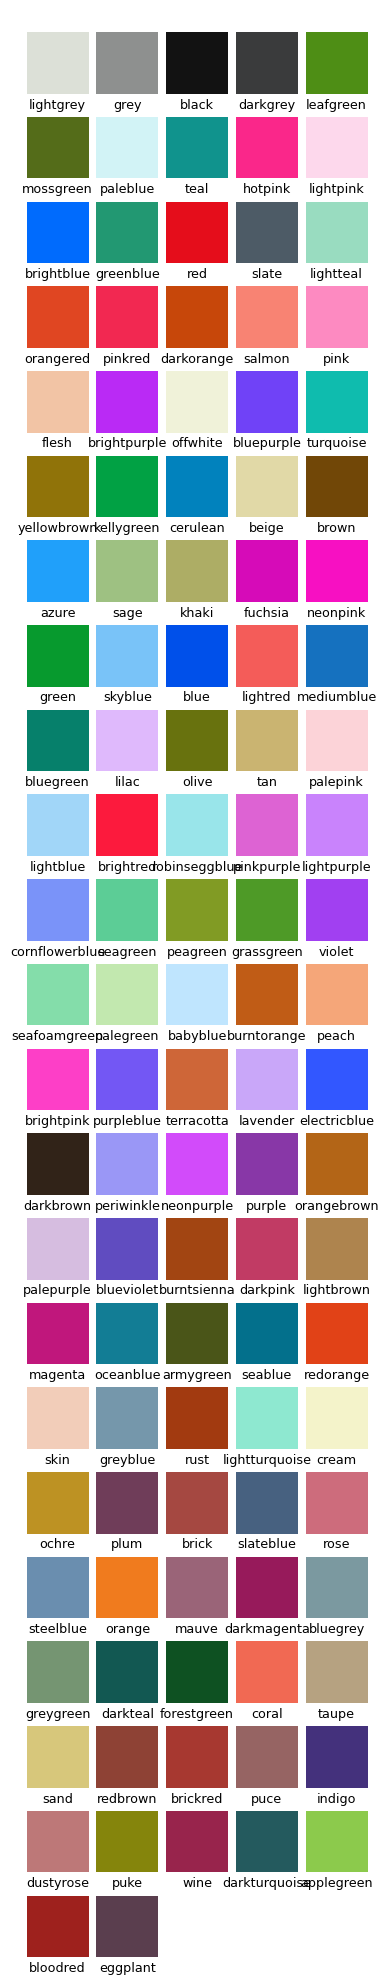 lightgrey grey black darkgrey leafgreen
mossgreen paleblue teal hotpink lightpink
brightblue greenblue red slate lightteal
orangered pinkred darkorange salmon pink
flesh brightpurple offwhite bluepurple turquoise
yellowbrown kellygreen cerulean beige brown
azure sage khaki fuchsia neonpink
green skyblue blue lightred mediumblue
bluegreen lilac olive tan palepink
lightblue brightred robinseggblue pinkpurple lightpurple
cornflowerblue seagreen peagreen grassgreen violet
seafoamgreen palegreen babyblue burntorange peach
brightpink purpleblue terracotta lavender electricblue
darkbrown periwinkle neonpurple purple orangebrown
palepurple blueviolet burntsienna darkpink lightbrown
magenta oceanblue armygreen seablue redorange
skin greyblue rust lightturquoise cream
ochre plum brick slateblue rose
steelblue orange mauve darkmagenta bluegrey
greygreen darkteal forestgreen coral taupe
sand redbrown brickred puce indigo
dustyrose puke wine darkturquoise applegreen
bloodred eggplant